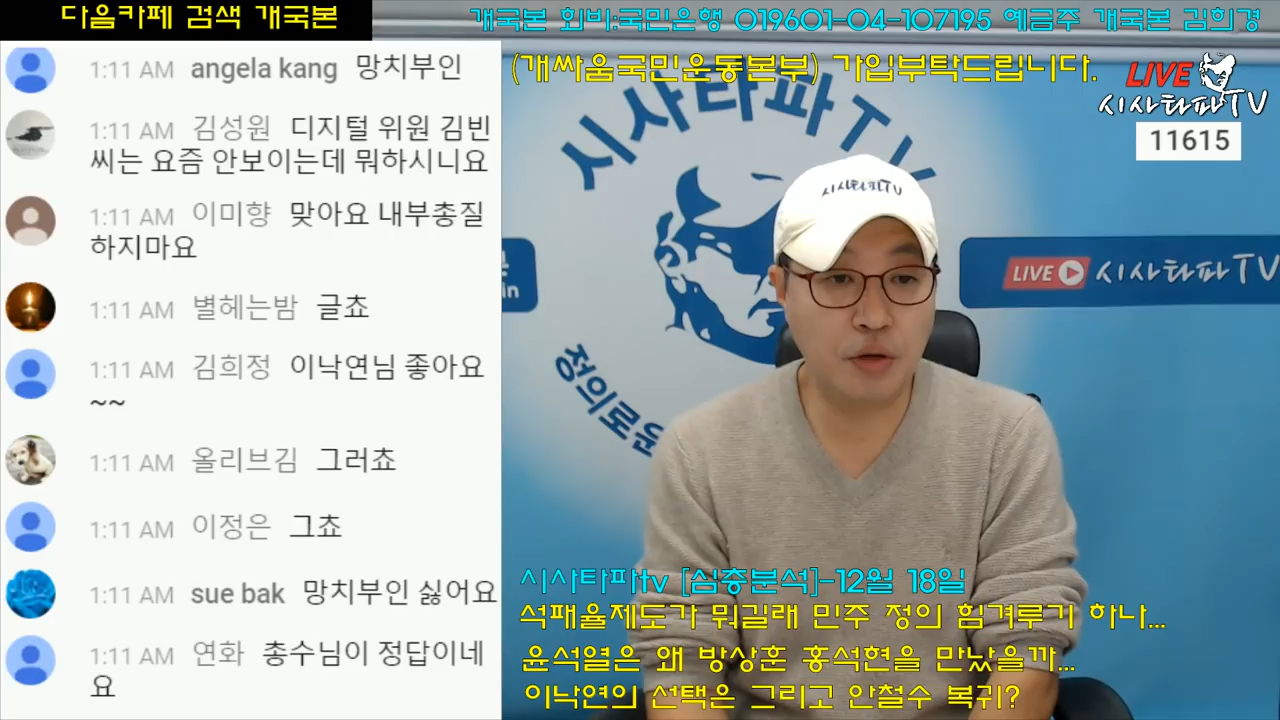 다음카페 검색 개국본
개국본 회비:국민은행 019601-04-107195 예금주 개국본 김희경
(개싸움국민운동본부) 가입부탁드립니다.
LIVE
시사타파TV
11615
1:11 AM angela kang 망치부인
1:11 AM 김성원 디지털 위원 김빈
씨는 요즘 안보이는데 뭐하시니요
1:11 AM 이미향 맞아요 내부총질
하지마요
1:11 AM 별헤는밤 글쵸
1:11 AM 김희정 이낙연님 좋아요
~~
1:11 AM 올리브김 그러쵸
1:11 AM 이정은 그쵸
1:11 AM sue bak 망치부인 싫어요
1:11 AM 연화 총수님이 정답이네
요
시사타파TV
시사타파TV
in
LIVE 시사타파TV
정의로운
시사타파tv [심층분석]-12월 18일
석패율제도가 뭐길래 민주 정의 힘겨루기 하나...
윤석열은 왜 방상훈 홍석현을 만났을까...
이낙연의 선택은 그리고 안철수 복귀?